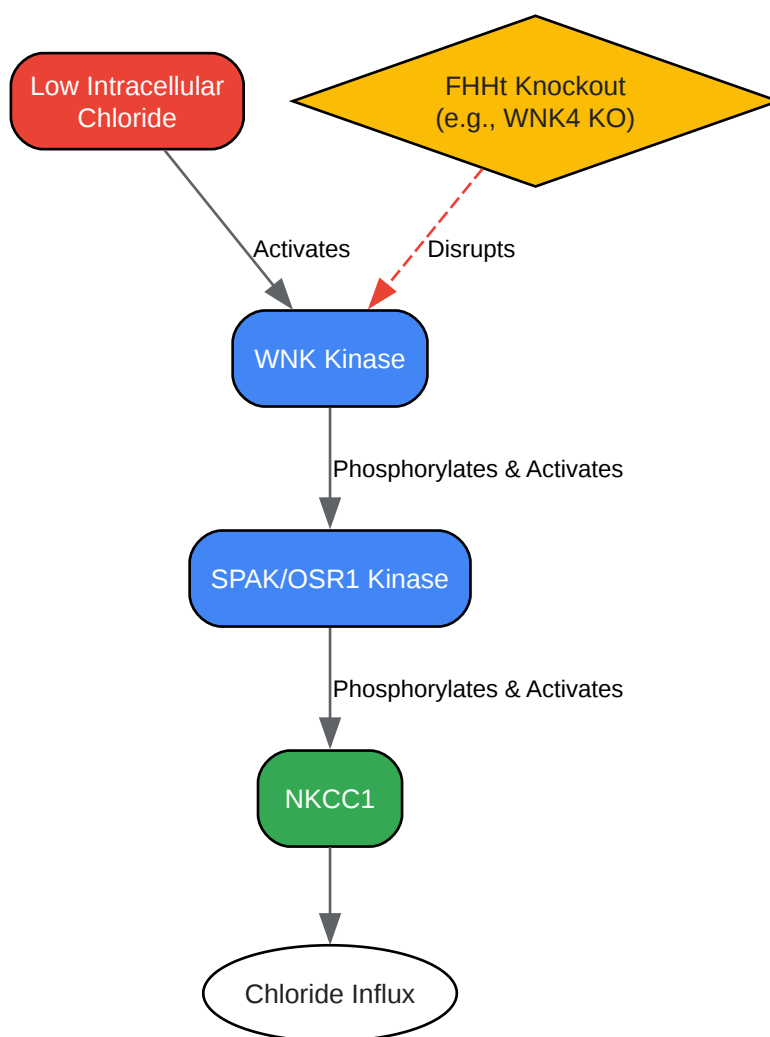 Low Intracellular
Chloride
FHHt Knockout
(e.g., WNK4 KO)
Activates
Disrupts
WNK Kinase
Phosphorylates & Activates
SPAK/OSR1 Kinase
Phosphorylates & Activates
NKCC1
Chloride Influx